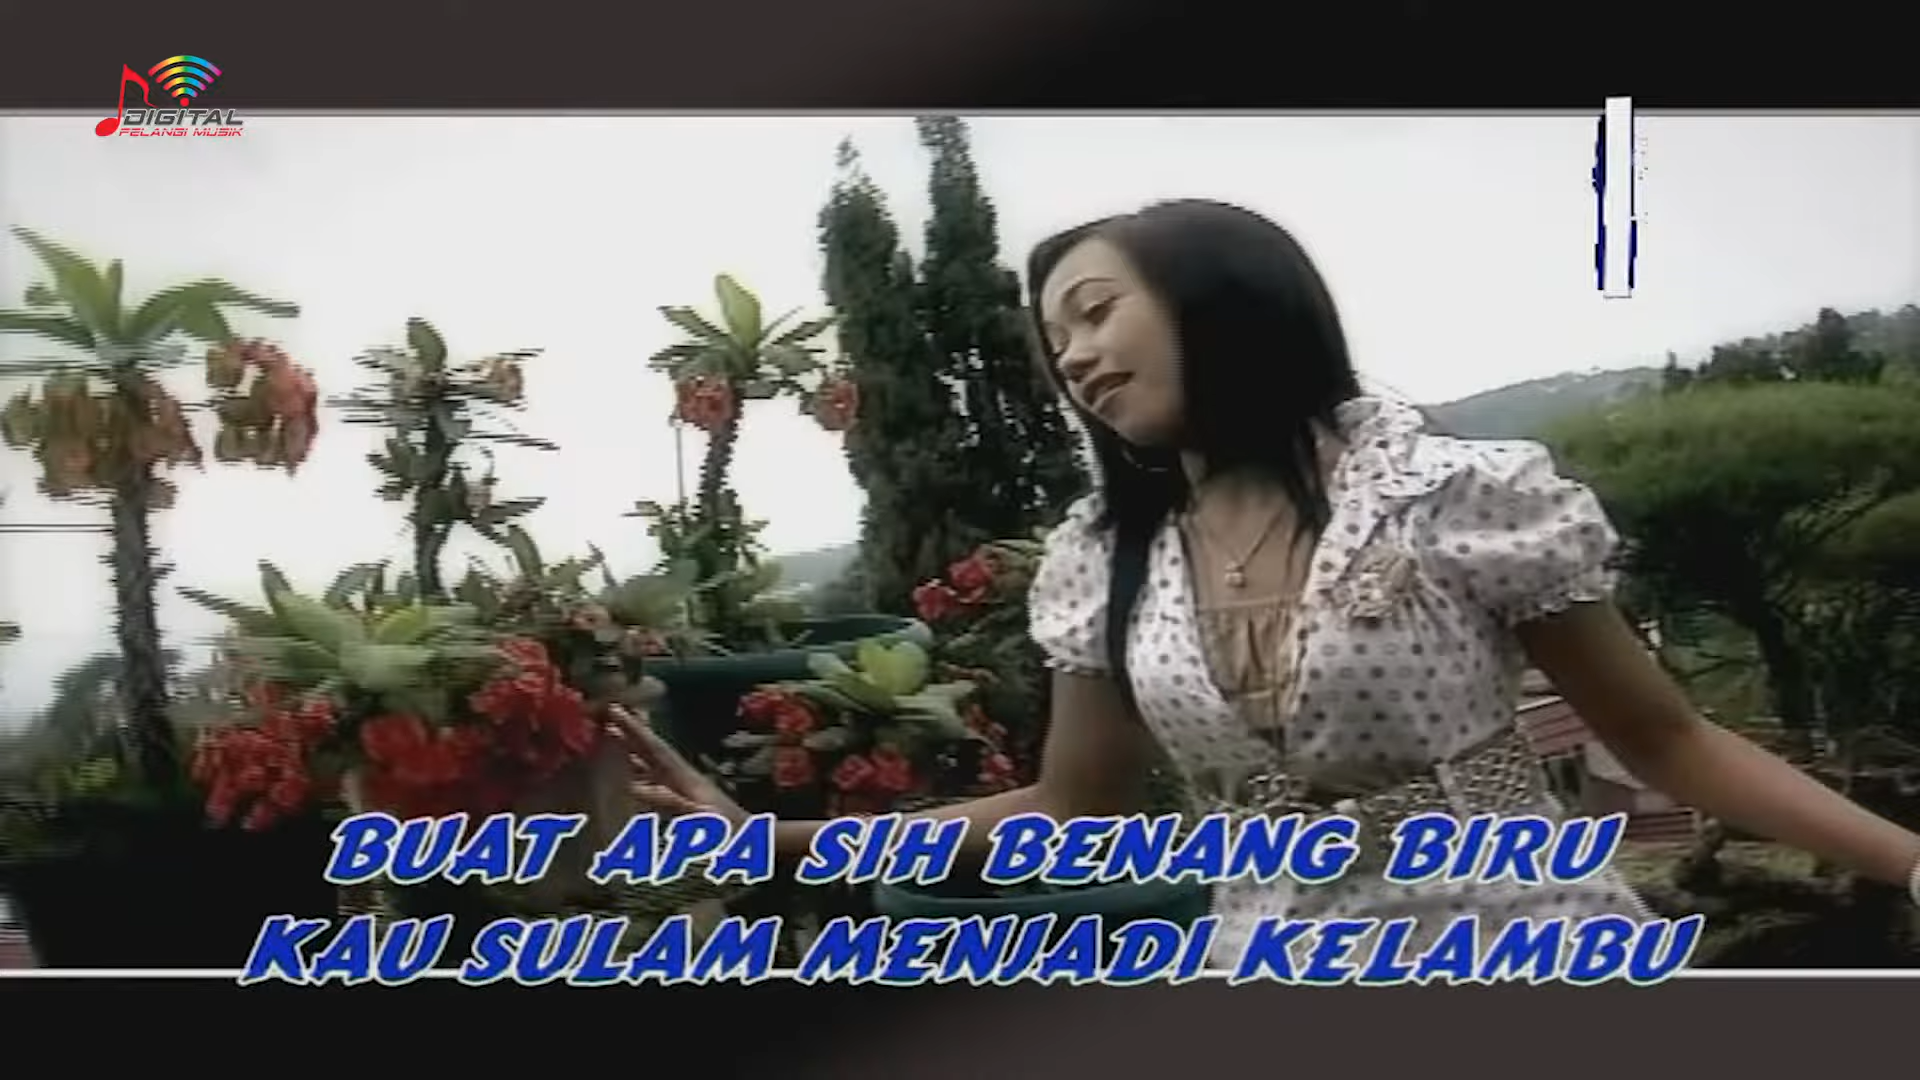 DIGITAL
PELANGI MUSIK
BUAT APA SIH BENANG BIRU
KAU SULAM MENJADI KELAMBU